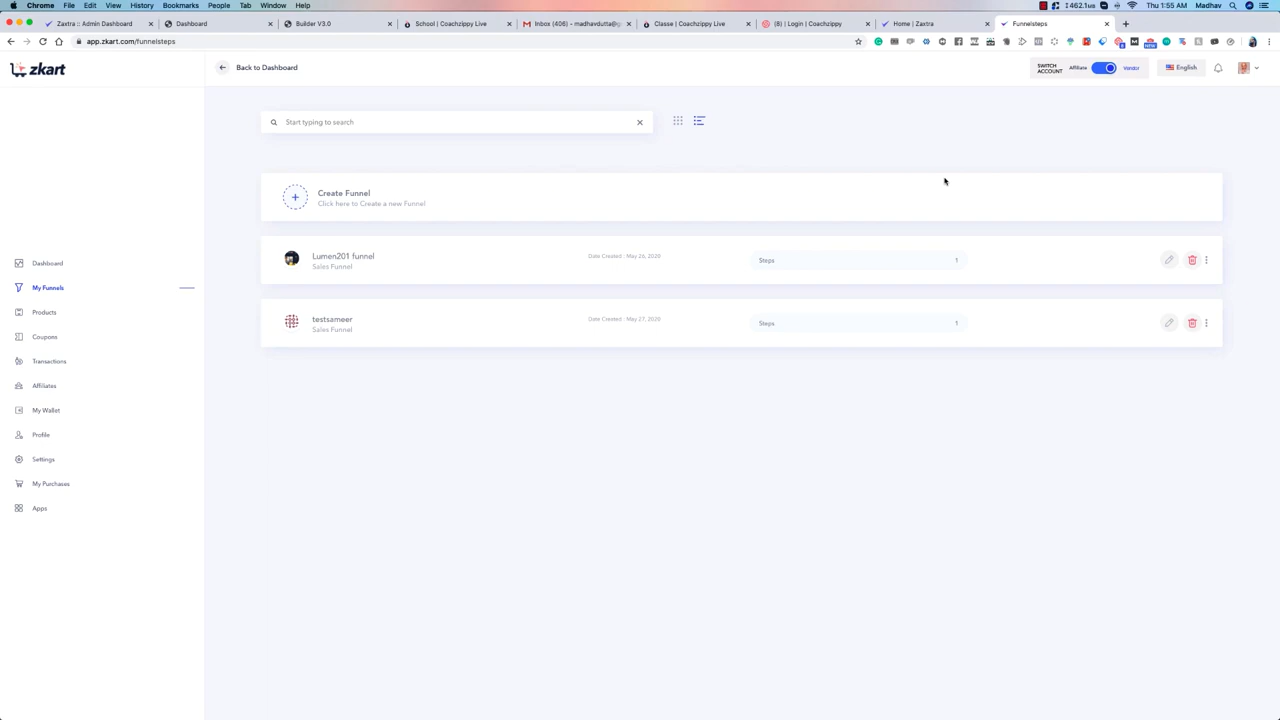 Chrome File Edit View History Bookmarks People Tab Window Help
1462.1ms Tue 1:55 AM Madhav
Zaxtra :: Admin Dashboard
Dashboard
Builder V3.0
School | Coachzippy Live
Inbox (406) - madhavdutta@g
Classe | Coachzippy Live
(8) | Login | Coachzippy
Home | Zaxtra
Funnelsteps
app.zkart.com/funnelsteps
zkart
Back to Dashboard
SWITCH ACCOUNT Affiliate Vendor
English
Start typing to search
Create Funnel
Click here to Create a new Funnel
Lumen201 funnel
Sales Funnel
Date Created : May 26, 2020
Steps 1
testsameer
Sales Funnel
Date Created : May 27, 2020
Steps 1
Dashboard
My Funnels
Products
Coupons
Transactions
Affiliates
My Wallet
Profile
Settings
My Purchases
Apps